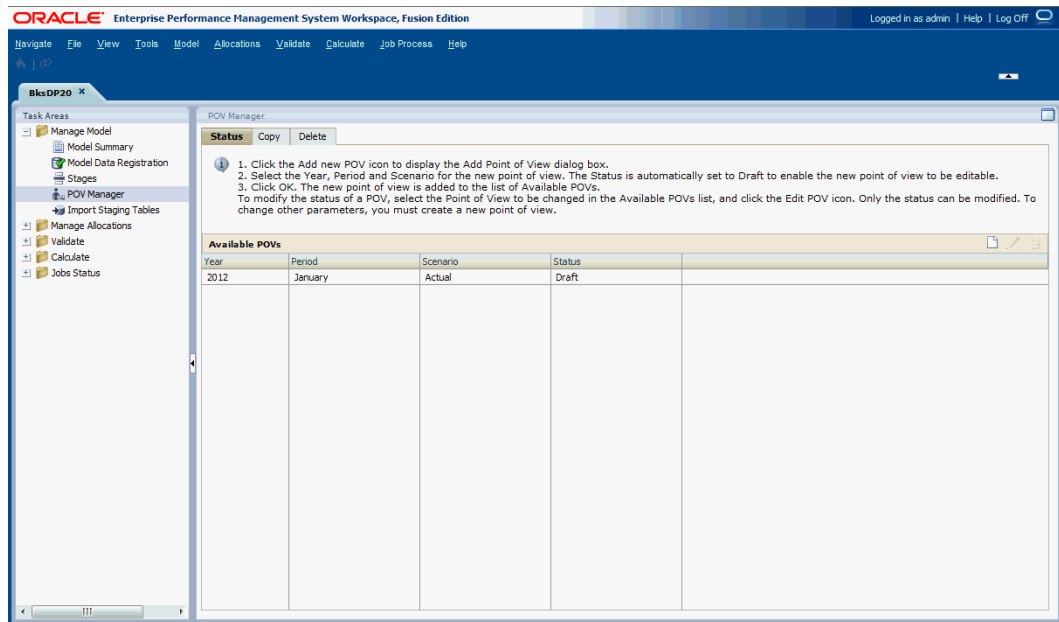 ORACLE Enterprise Performance Management System Workspace, Fusion Edition
Logged in as admin | Help | Log Off
Navigate File View Tools Model Allocations Validate Calculate Job Process Help
BksDP20
Task Areas
Manage Model
Model Summary
Model Data Registration
Stages
POV Manager
Import Staging Tables
Manage Allocations
Validate
Calculate
Jobs Status
POV Manager
Status Copy Delete
1. Click the Add new POV icon to display the Add Point of View dialog box.
2. Select the Year, Period and Scenario for the new point of view. The Status is automatically set to Draft to enable the new point of view to be editable.
3. Click OK. The new point of view is added to the list of Available POVs.
To modify the status of a POV, select the Point of View to be changed in the Available POVs list, and click the Edit POV icon. Only the status can be modified. To
change other parameters, you must create a new point of view.
Available POVs
Year Period Scenario Status
2012 January Actual Draft